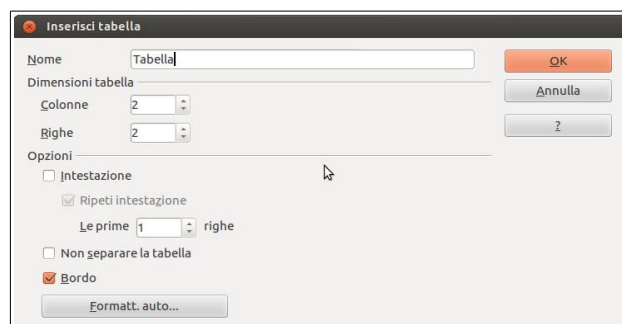 Inserisci tabella
Nome Tabella
OK
Dimensioni tabella
Annulla
Colonne 2
?
Righe 2
Opzioni
Intestazione
Ripeti intestazione
Le prime 1 righe
Non separare la tabella
Bordo
Formatt. auto...